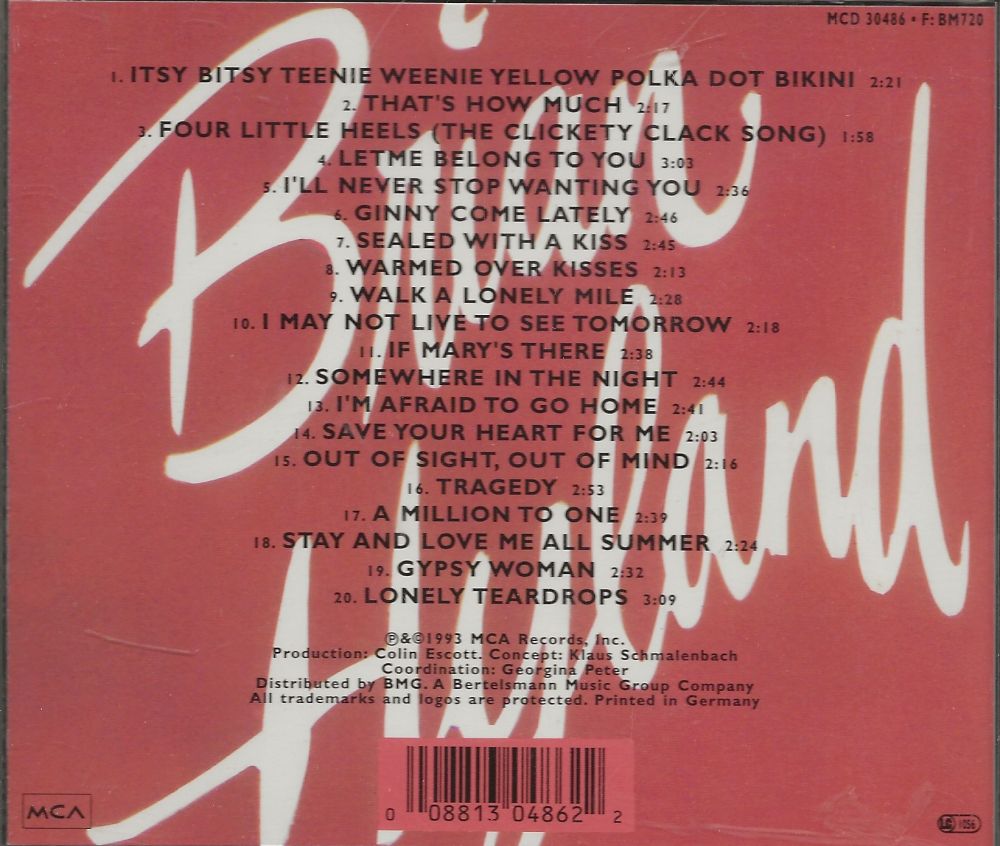 MCD 30486 • F: BM720
Brian
Hyland
1. ITSY BITSY TEENIE WEENIE YELLOW POLKA DOT BIKINI 2:21
2. THAT'S HOW MUCH 2:17
3. FOUR LITTLE HEELS (THE CLICKETY CLACK SONG) 1:58
4. LETME BELONG TO YOU 3:03
5. I'LL NEVER STOP WANTING YOU 2:36
6. GINNY COME LATELY 2:46
7. SEALED WITH A KISS 2:45
8. WARMED OVER KISSES 2:13
9. WALK A LONELY MILE 2:28
10. I MAY NOT LIVE TO SEE TOMORROW 2:18
11. IF MARY'S THERE 2:38
12. SOMEWHERE IN THE NIGHT 2:44
13. I'M AFRAID TO GO HOME 2:41
14. SAVE YOUR HEART FOR ME 2:03
15. OUT OF SIGHT, OUT OF MIND 2:16
16. TRAGEDY 2:53
17. A MILLION TO ONE 2:39
18. STAY AND LOVE ME ALL SUMMER 2:24
19. GYPSY WOMAN 2:32
20. LONELY TEARDROPS 3:09
℗&©1993 MCA Records, Inc.
Production: Colin Escott. Concept: Klaus Schmalenbach
Coordination: Georgina Peter
Distributed by BMG. A Bertelsmann Music Group Company
All trademarks and logos are protected. Printed in Germany
MCA
0 08813 04862 2
LC 1056